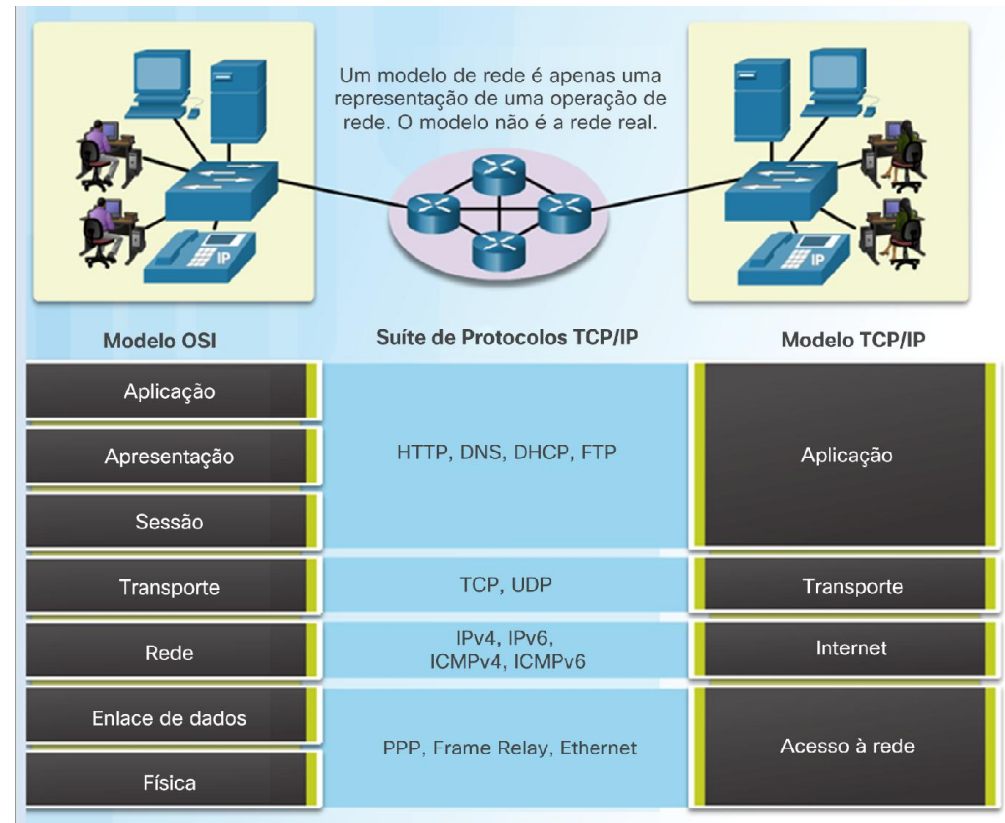 Um modelo de rede é apenas uma
representação de uma operação de
rede. O modelo não é a rede real.
IP
IP
Modelo OSI
Suíte de Protocolos TCP/IP
Modelo TCP/IP
Aplicação
Apresentação
Sessão
Transporte
Rede
Enlace de dados
Física
HTTP, DNS, DHCP, FTP
TCP, UDP
IPv4, IPv6,
ICMPv4, ICMPv6
PPP, Frame Relay, Ethernet
Aplicação
Transporte
Internet
Acesso à rede